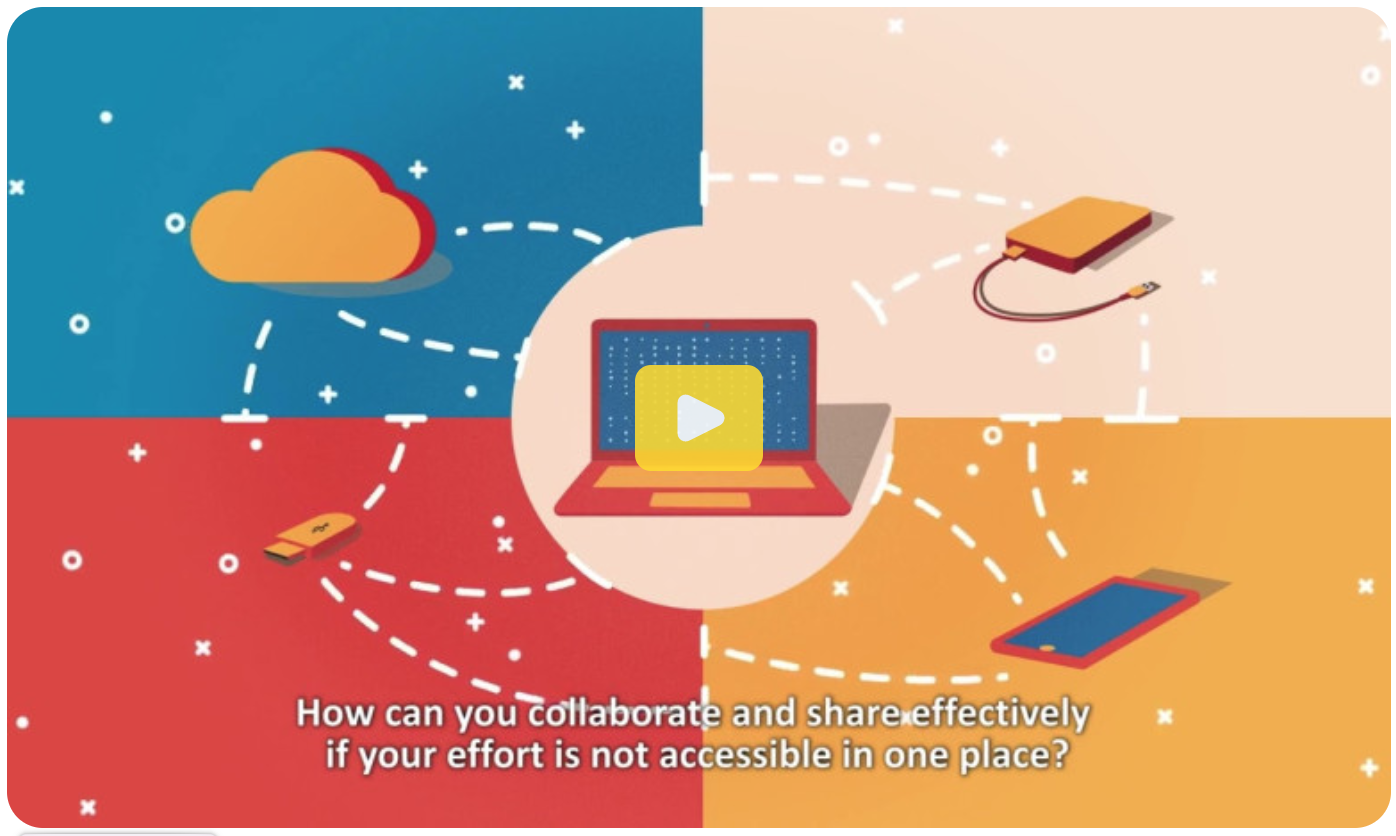 How can you collaborate and share effectively
if your effort is not accessible in one place?